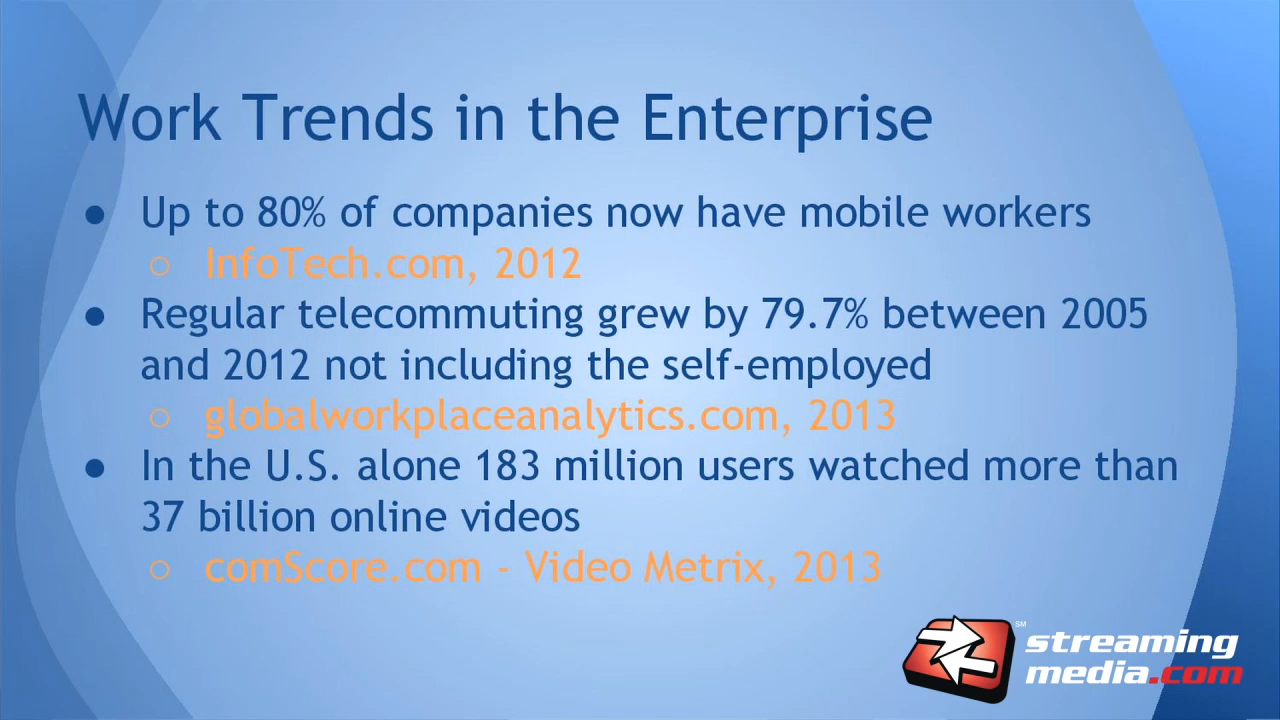 Work Trends in the Enterprise
● Up to 80% of companies now have mobile workers
○ InfoTech.com, 2012
● Regular telecommuting grew by 79.7% between 2005
and 2012 not including the self-employed
○ globalworkplaceanalytics.com, 2013
● In the U.S. alone 183 million users watched more than
37 billion online videos
○ comScore.com - Video Metrix, 2013
SM
streaming
media.com